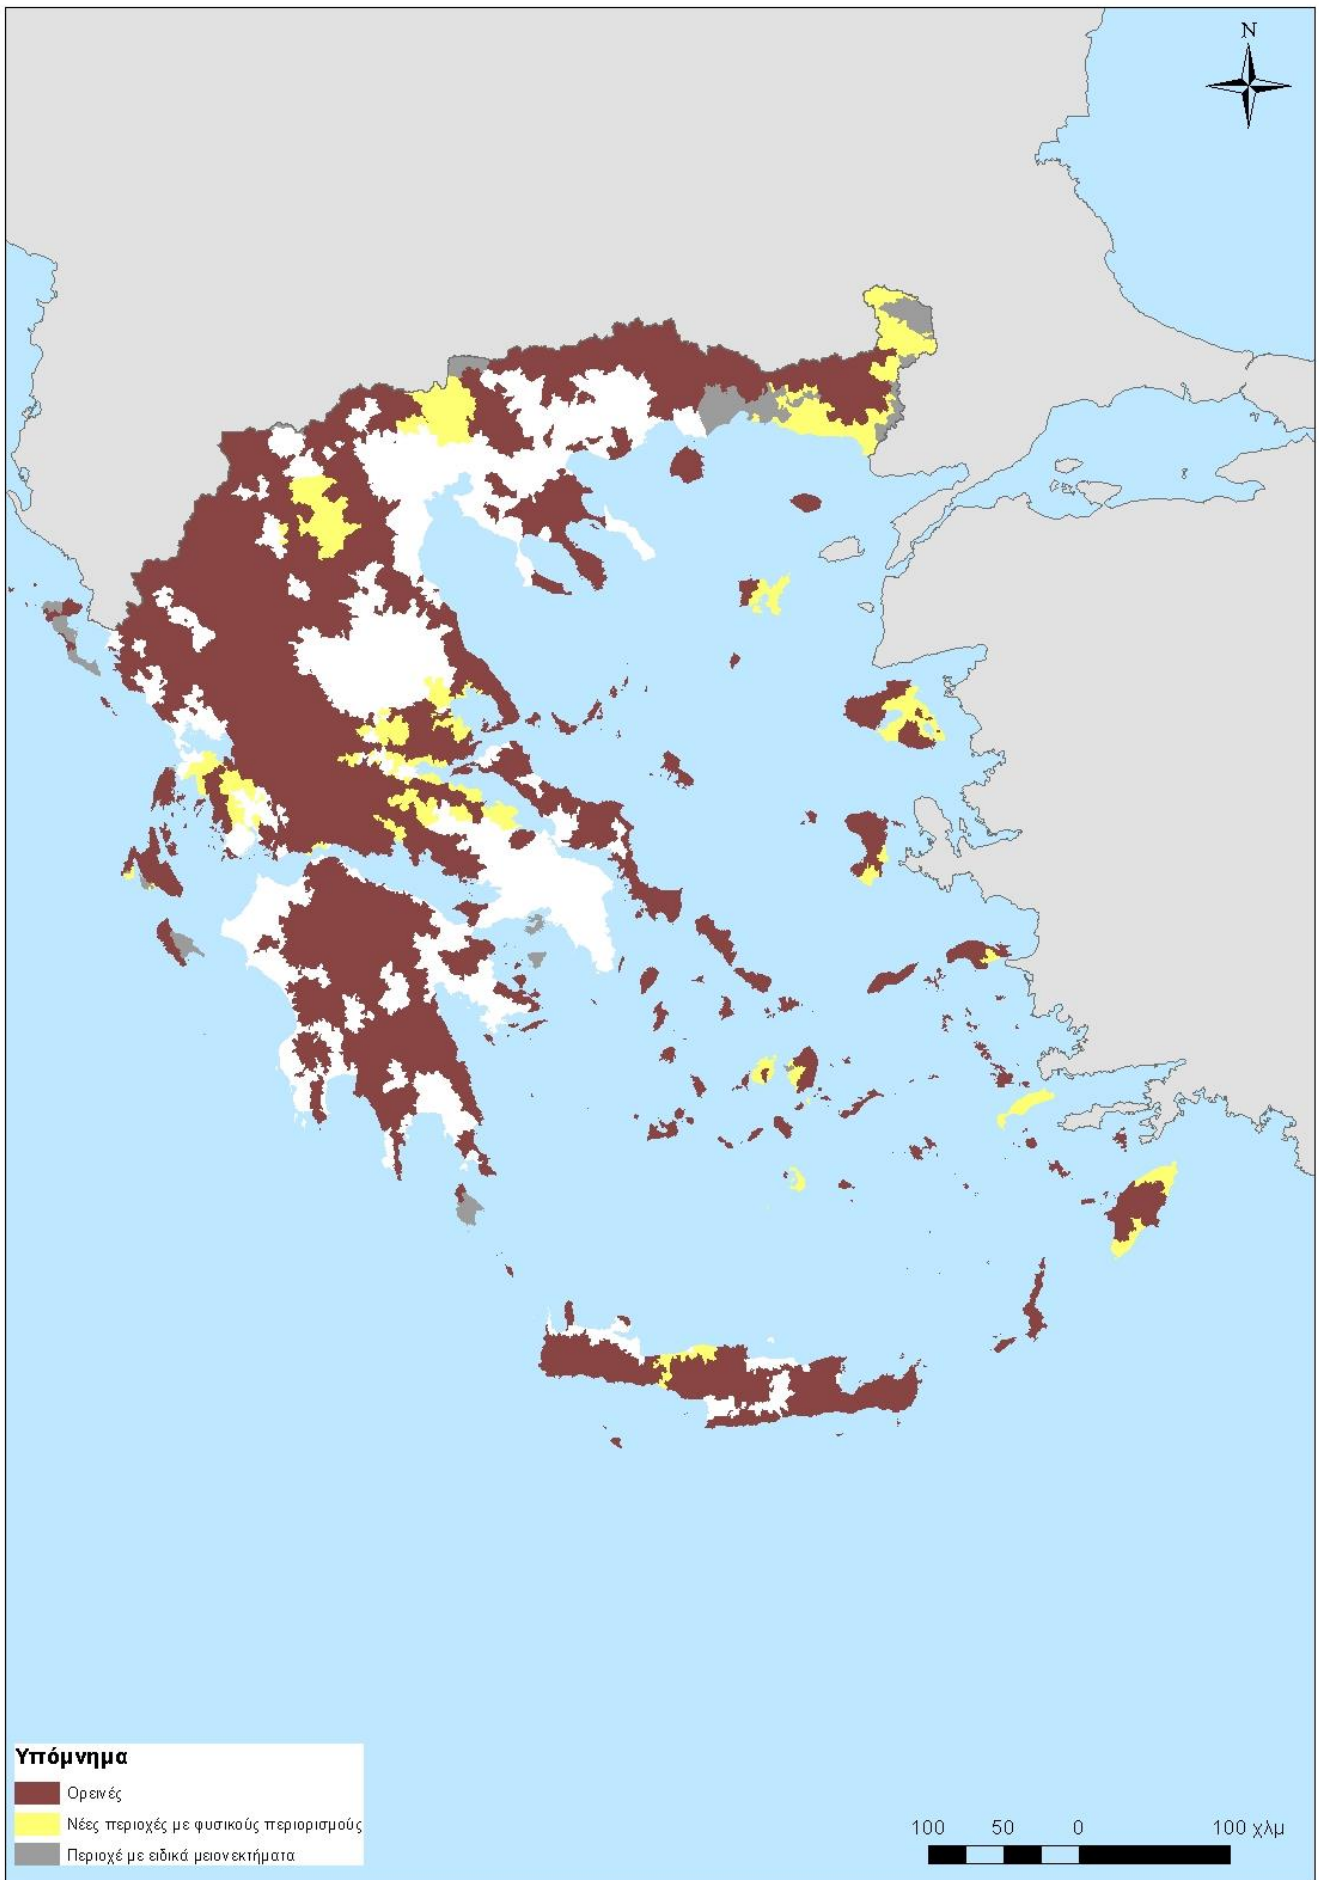 N
Υπόμνημα
Ορεινές
Νέες περιοχές με φυσικούς περιορισμούς
Περιοχέ με ειδικά μειονεκτήματα
100 50 0 100 χλμ